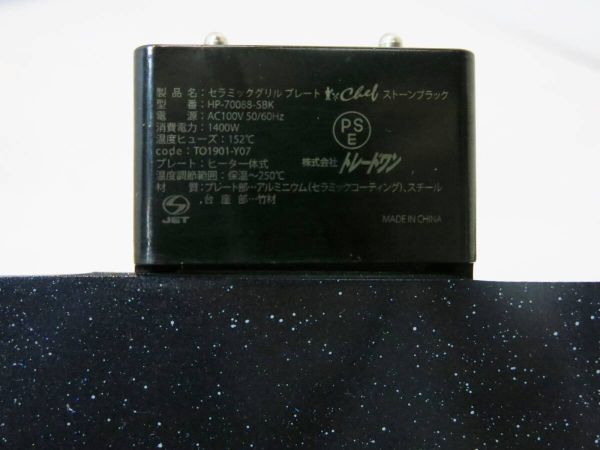 製品名：セラミックグリル プレート Chef ストーンブラック
型番：HP-70088-SBK
電源：AC100V 50/60Hz
消費電力：1400W
温度ヒューズ：152℃
code：TO1901-Y07
プレート：ヒーター一体式
温度調節範囲：保温～250℃
材質：プレート部…アルミニウム(セラミックコーティング)、スチール
台座部…竹材
PS
E
株式会社 トレードワン
JET
MADE IN CHINA